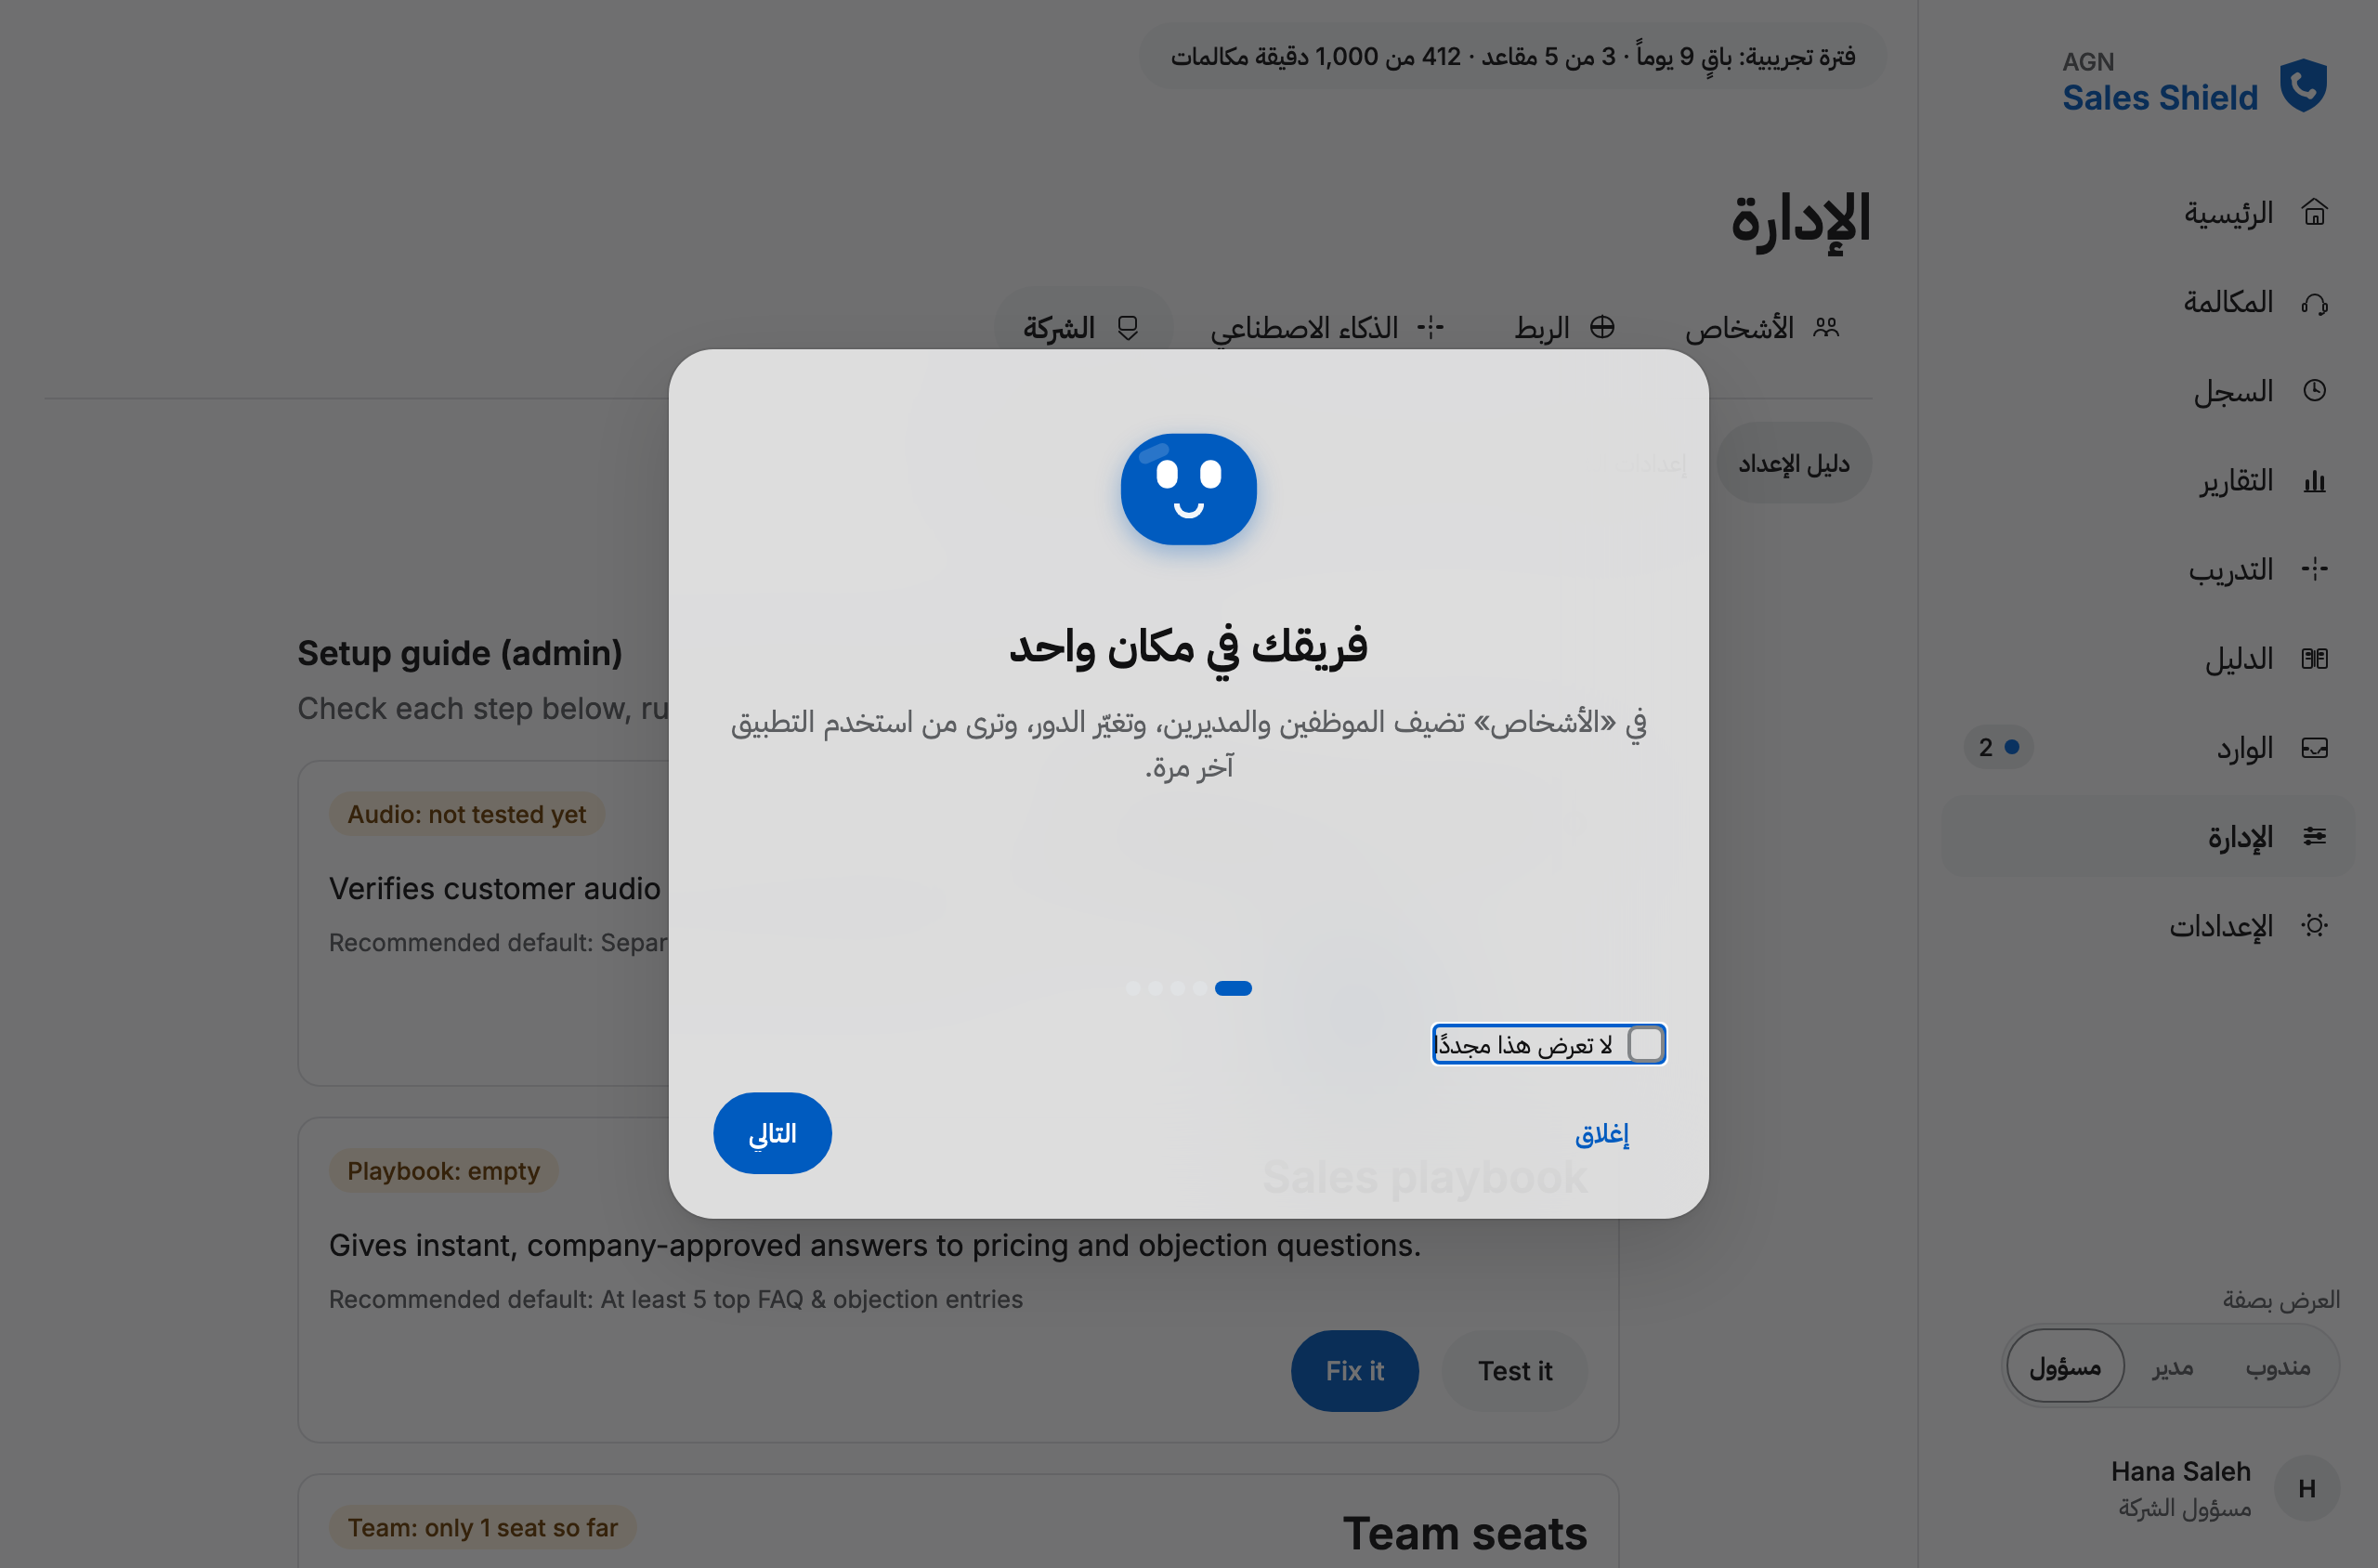 AGN
Sales Shield
الرئيسية
المكالمة
السجل
التقارير
التدريب
الدليل
الوارد
2
الإدارة
الإعدادات
العرض بصفة
مندوب
مدير
مسؤول
H
Hana Saleh
مسؤول الشركة
فترة تجريبية: باقٍ 9 يوماً · 3 من 5 مقاعد · 412 من 1,000 دقيقة مكالمات
الإدارة
الأشخاص
الربط
الذكاء الاصطناعي
الشركة
دليل الإعداد
Setup guide (admin)
Check each step below, ru
Audio: not tested yet
Verifies customer audio
Recommended default: Separ
فريقك في مكان واحد
في «الأشخاص» تضيف الموظفين والمديرين، وتغيّر الدور، وترى من استخدم التطبيق
آخر مرة.
لا تعرض هذا مجددًا
إغلاق
التالي
Sales playbook
Playbook: empty
Gives instant, company-approved answers to pricing and objection questions.
Recommended default: At least 5 top FAQ & objection entries
Test it
Fix it
Team seats
Team: only 1 seat so far